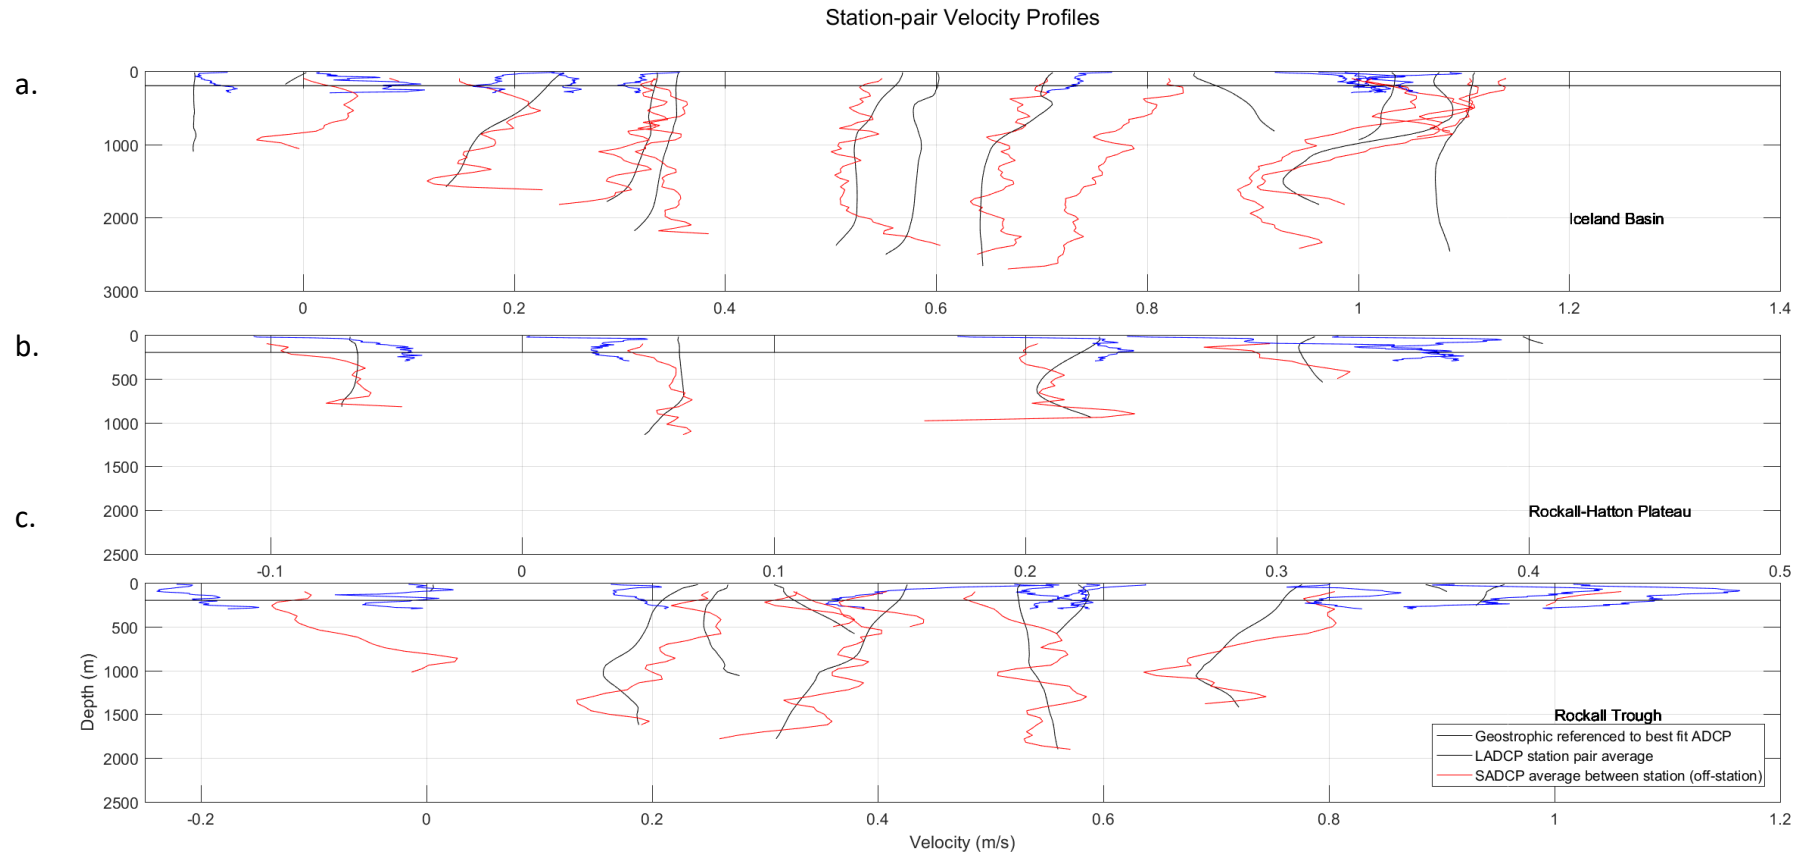 Station-pair Velocity Profiles
a.
0
1000
2000
3000
Iceland Basin
0 0.2 0.4 0.6 0.8 1 1.2 1.4
b.
0
500
1000
1500
2000
2500
Rockall-Hatton Plateau
-0.1 0 0.1 0.2 0.3 0.4 0.5
c.
0
500
1000
1500
2000
2500
Depth (m)
Rockall Trough
Geostrophic referenced to best fit ADCP
LADCP station pair average
SADCP average between station (off-station)
-0.2 0 0.2 0.4 0.6 0.8 1 1.2
Velocity (m/s)